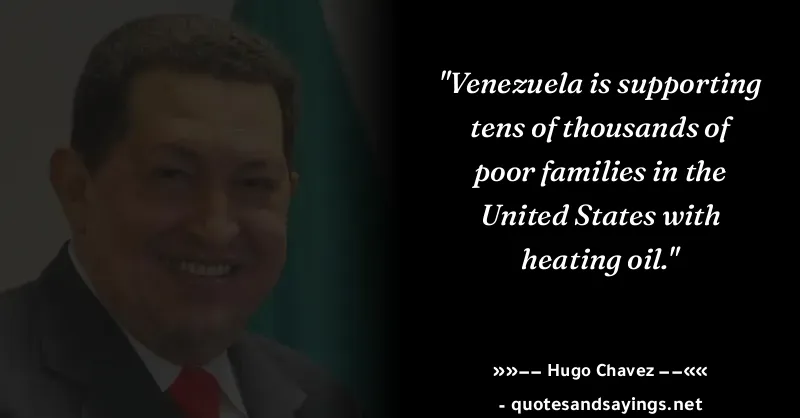 "Venezuela is supporting
tens of thousands of
poor families in the
United States with
heating oil."
»»−− Hugo Chavez −−««
- quotesandsayings.net